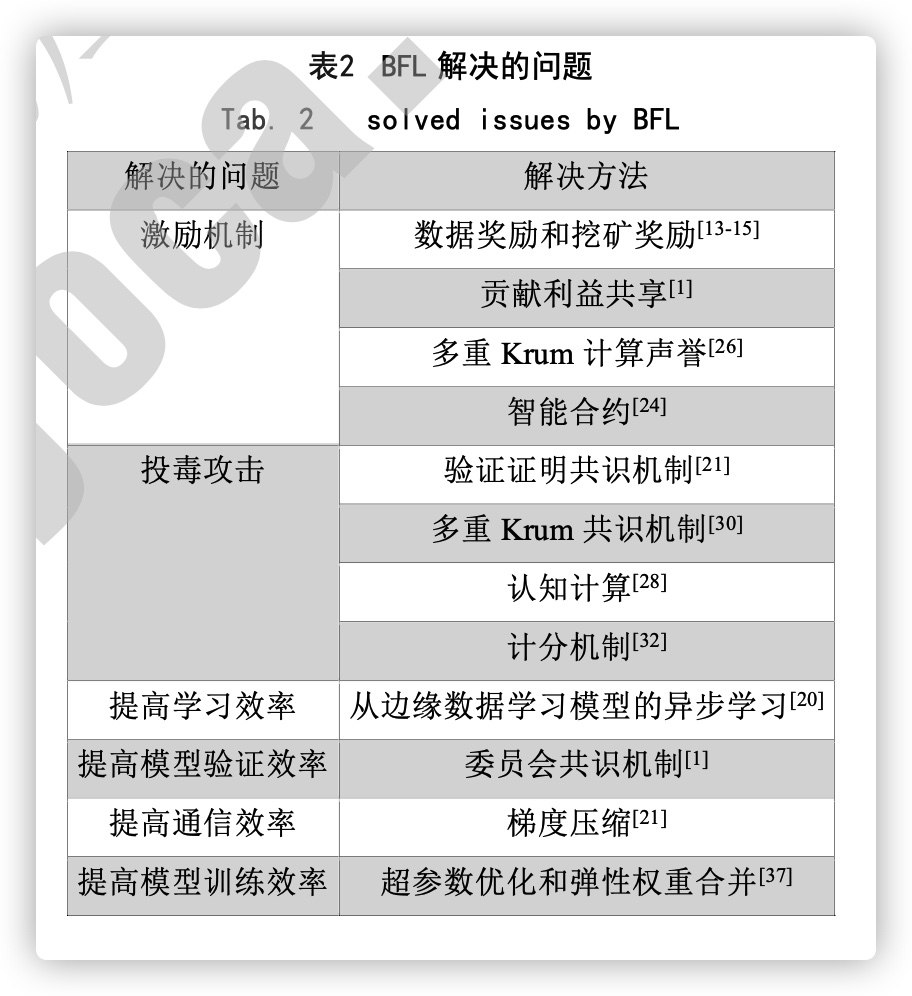 表2 BFL 解决的问题
Tab. 2 solved issues by BFL
解决的问题 解决方法
激励机制 数据奖励和挖矿奖励[13-15]
贡献利益共享[1]
多重 Krum 计算声誉[26]
智能合约[24]
投毒攻击 验证证明共识机制[21]
多重 Krum 共识机制[30]
认知计算[28]
计分机制[32]
提高学习效率 从边缘数据学习模型的异步学习[20]
提高模型验证效率 委员会共识机制[1]
提高通信效率 梯度压缩[21]
提高模型训练效率 超参数优化和弹性权重合并[37]